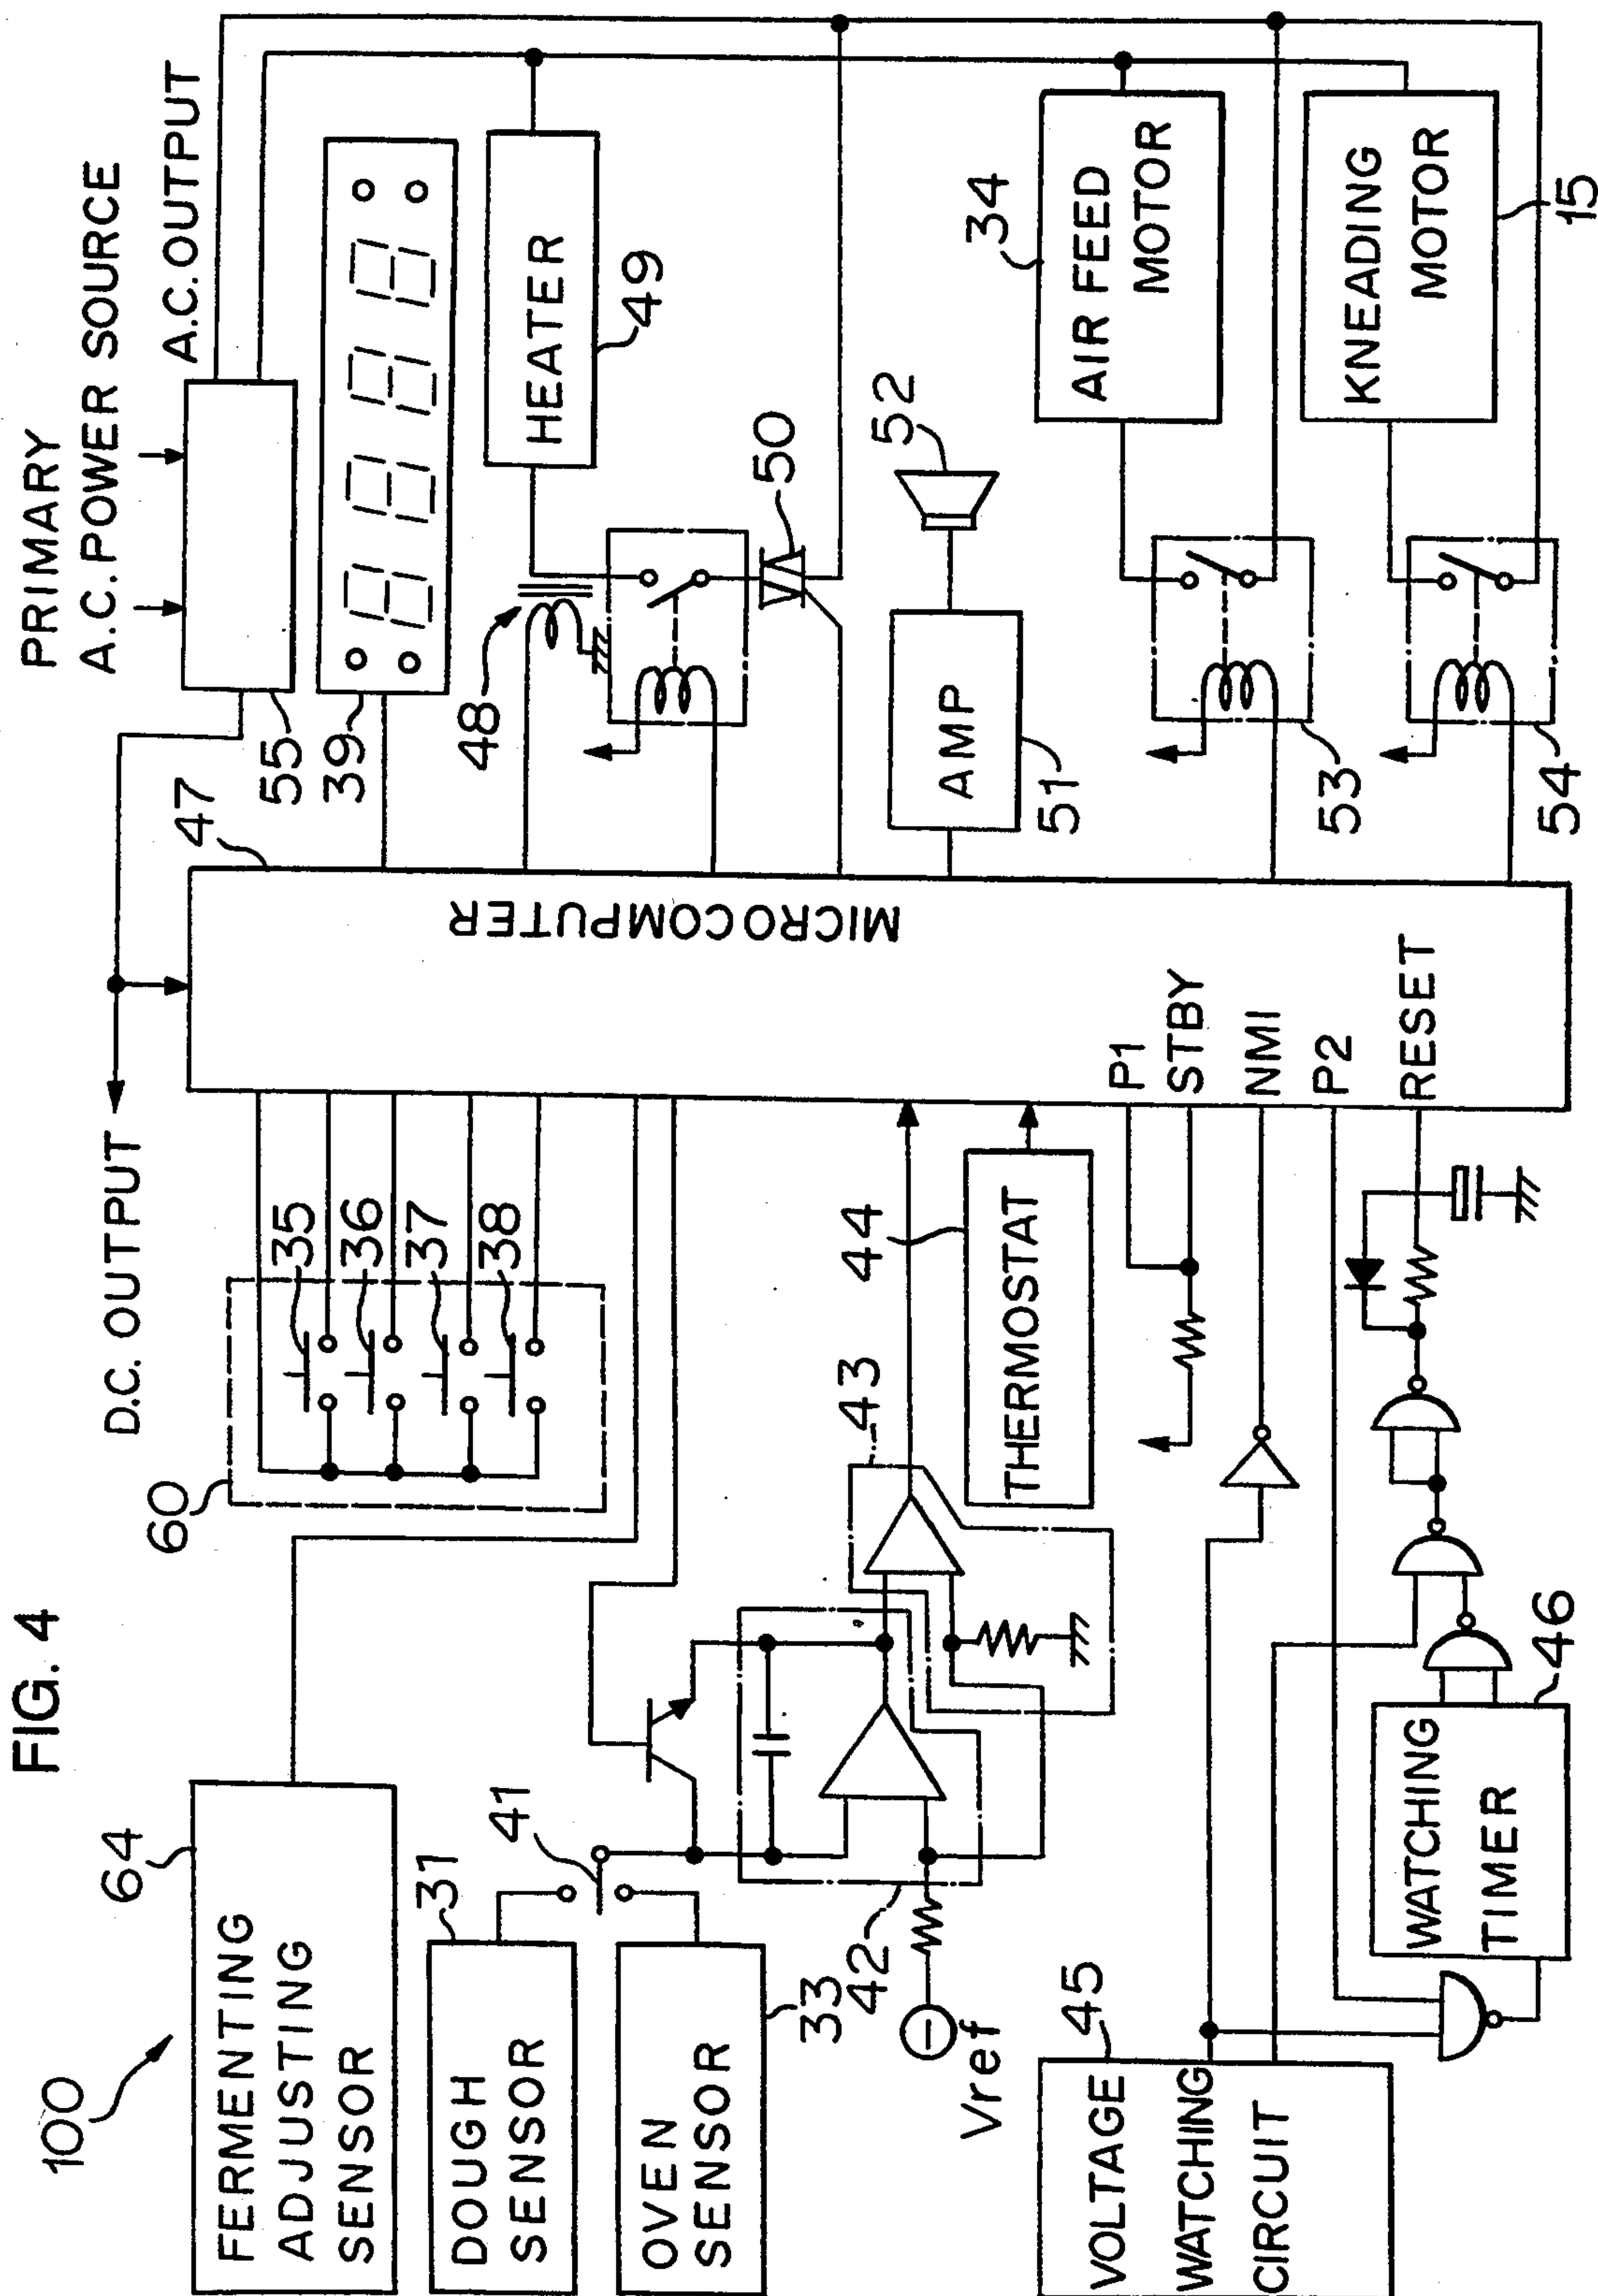 FIG. 4
100
64
FERMENTING
ADJUSTING
SENSOR
31
DOUGH
SENSOR
41
OVEN
SENSOR
33
42
Vref
45
VOLTAGE
WATCHING
CIRCUIT
WATCHING
TIMER
46
60
35
36
37
38
D.C. OUTPUT
43
44
THERMOSTAT
P1
STBY
NMI
P2
RESET
47
MICROCOMPUTER
PRIMARY
A.C. POWER SOURCE
A.C. OUTPUT
55
39
48
HEATER
49
50
AMP
51
52
34
AIR FEED
MOTOR
53
KNEADING
MOTOR
15
54